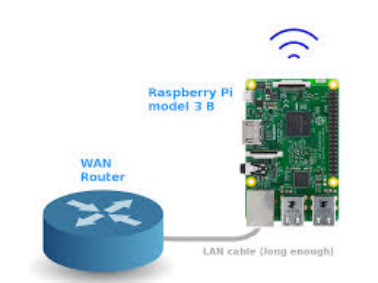 Raspberry Pi
model 3 B
WAN
Router
LAN cable (long enough)